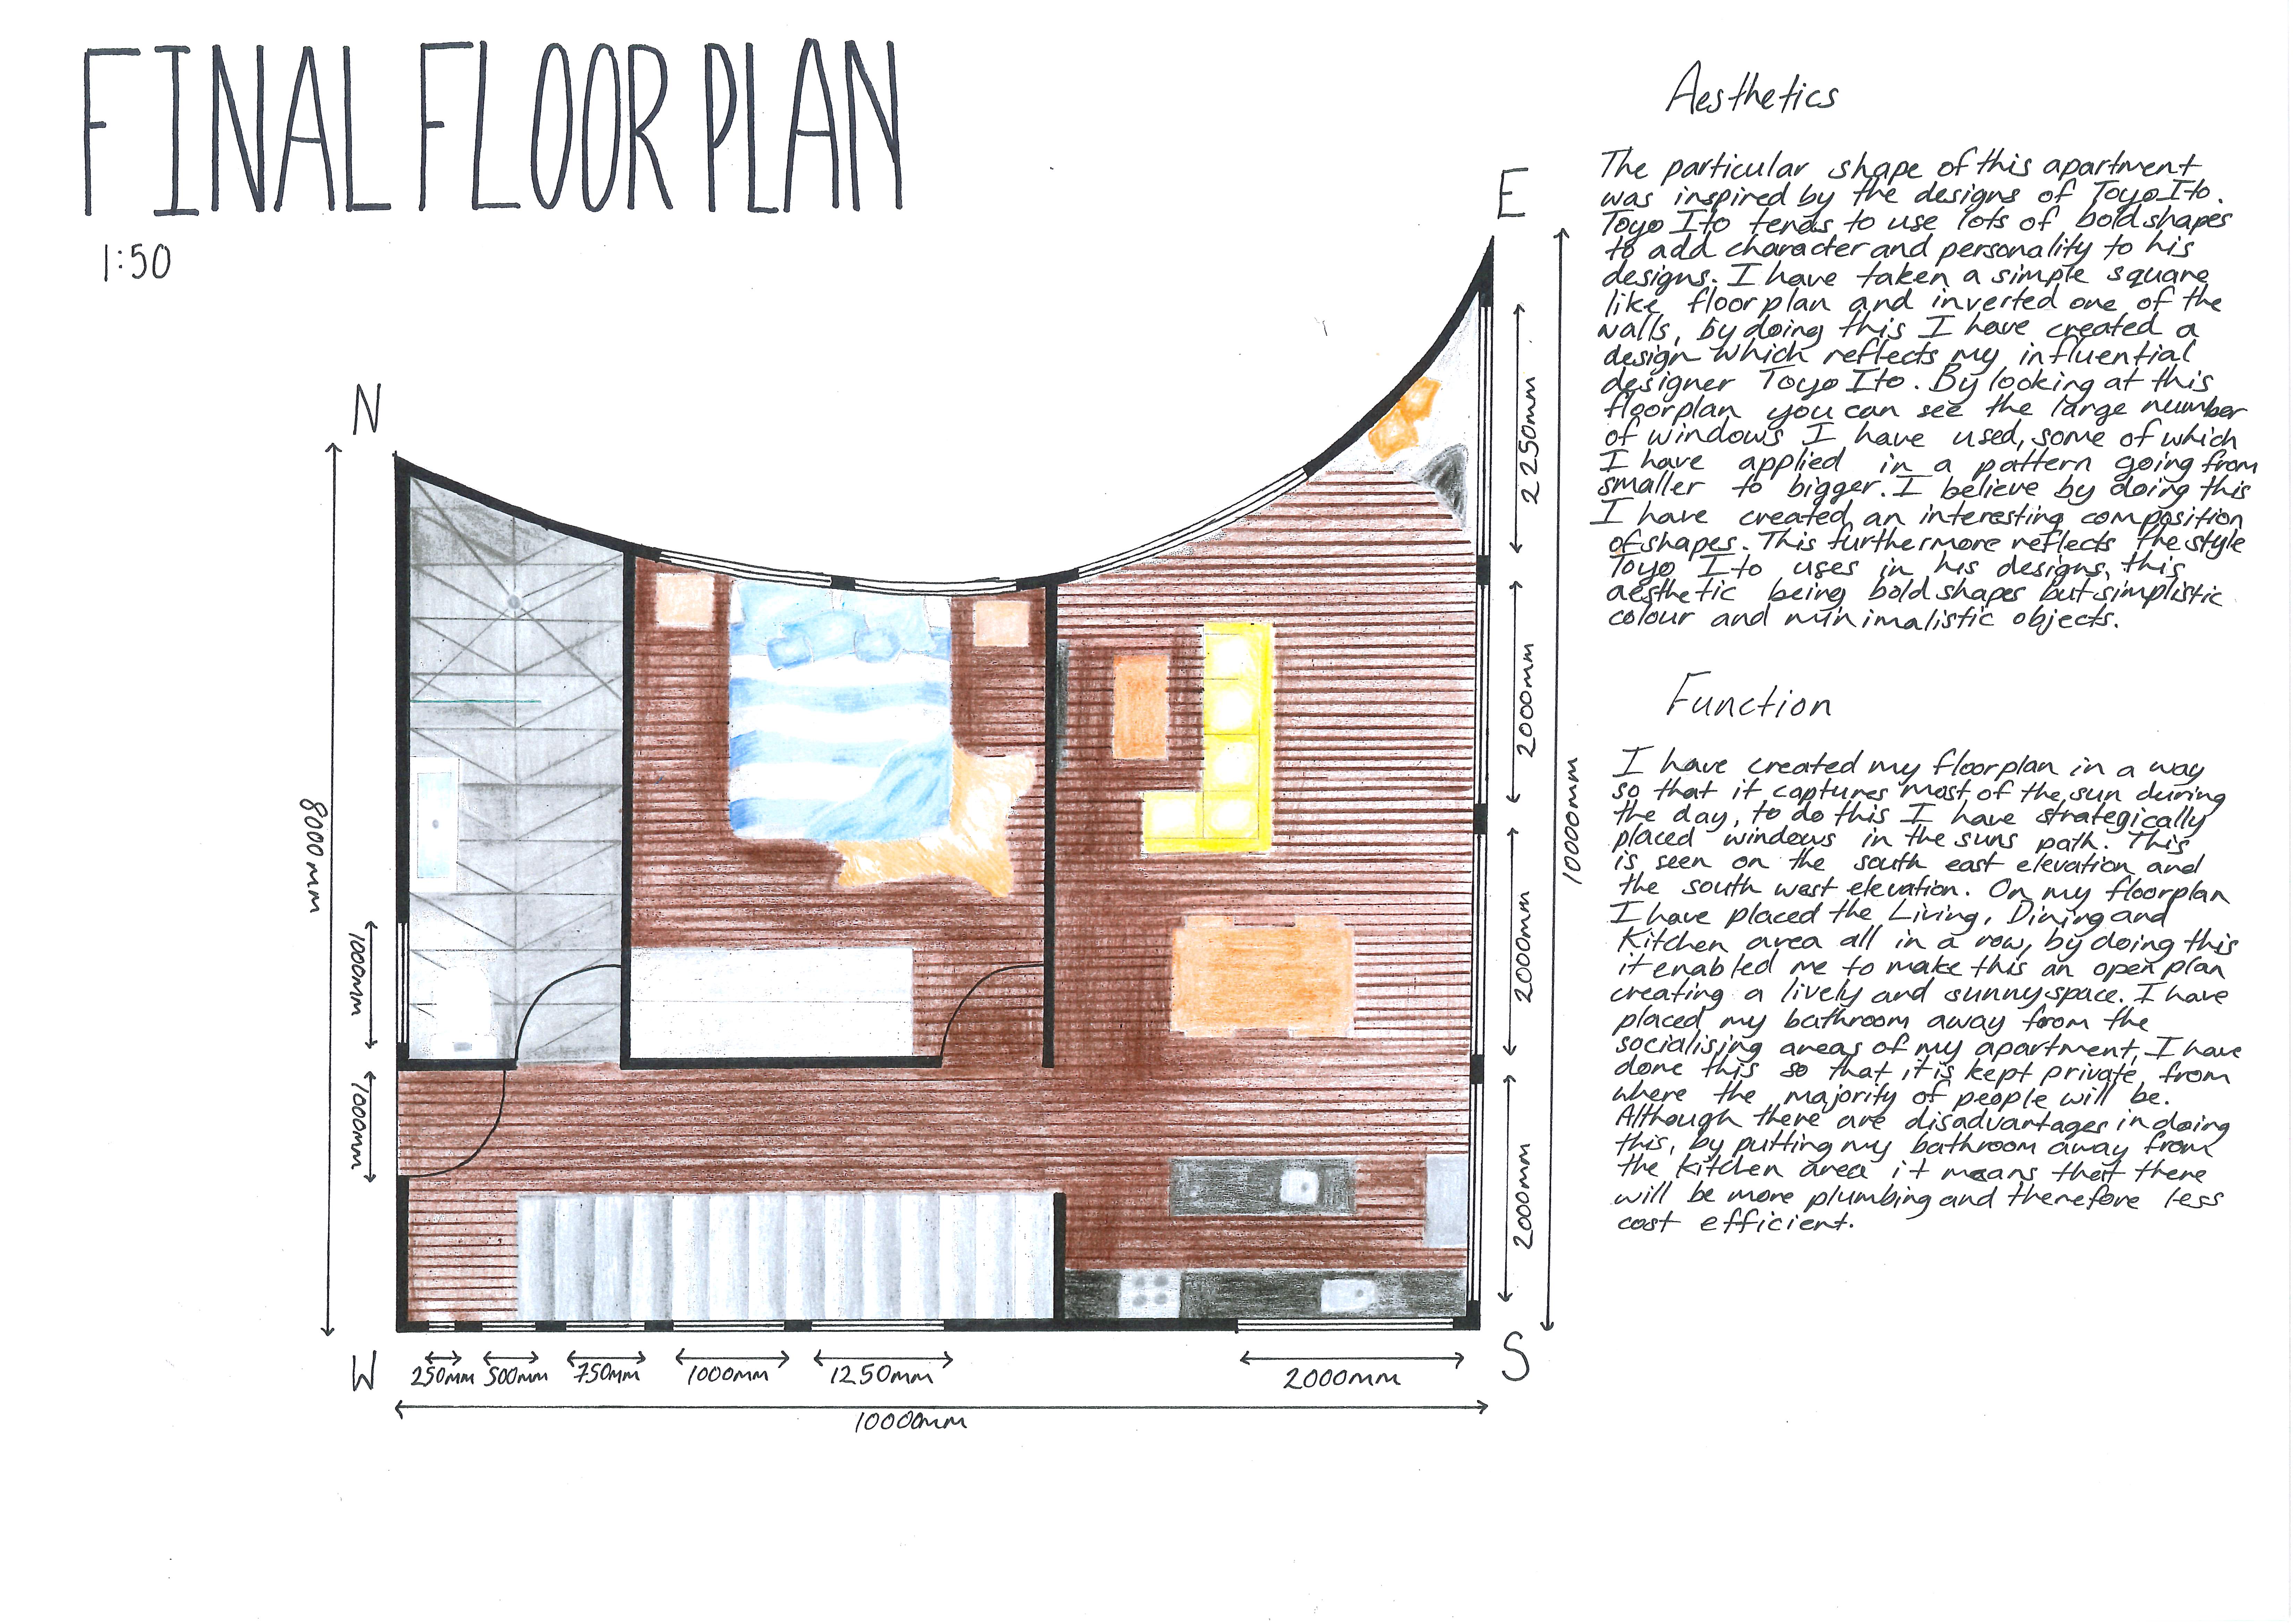 FINAL FLOOR PLAN
1:50
N
E
W
S
8000mm
1000mm
1000mm
2250mm
2000mm
2000mm
2000mm
10000mm
250mm 500mm 750mm 1000mm 1250mm 2000mm
10000mm
Aesthetics
The particular shape of this apartment
was inspired by the designs of Toyo Ito.
Toyo Ito tends to use lots of bold shapes
to add character and personality to his
designs. I have taken a simple square
like floorplan and inverted one of the
walls, by doing this I have created a
design which reflects my influential
designer Toyo Ito. By looking at this
floorplan you can see the large number
of windows I have used, some of which
I have applied in a pattern going from
smaller to bigger. I believe by doing this
I have created an interesting composition
of shapes. This furthermore reflects the style
Toyo Ito uses in his designs, this
aesthetic being bold shapes but simplistic
colour and minimalistic objects.
Function
I have created my floorplan in a way
so that it captures most of the sun during
the day, to do this I have strategically
placed windows in the suns path. This
is seen on the south east elevation and
the south west elevation. On my floorplan
I have placed the Living, Dining and
Kitchen area all in a row, by doing this
it enabled me to make this an open plan
creating a lively and sunny space. I have
placed my bathroom away from the
socialising areas of my apartment, I have
done this so that it is kept private from
where the majority of people will be.
Although there are disadvantages in doing
this, by putting my bathroom away from
the kitchen area it means that there
will be more plumbing and therefore less
cost efficient.